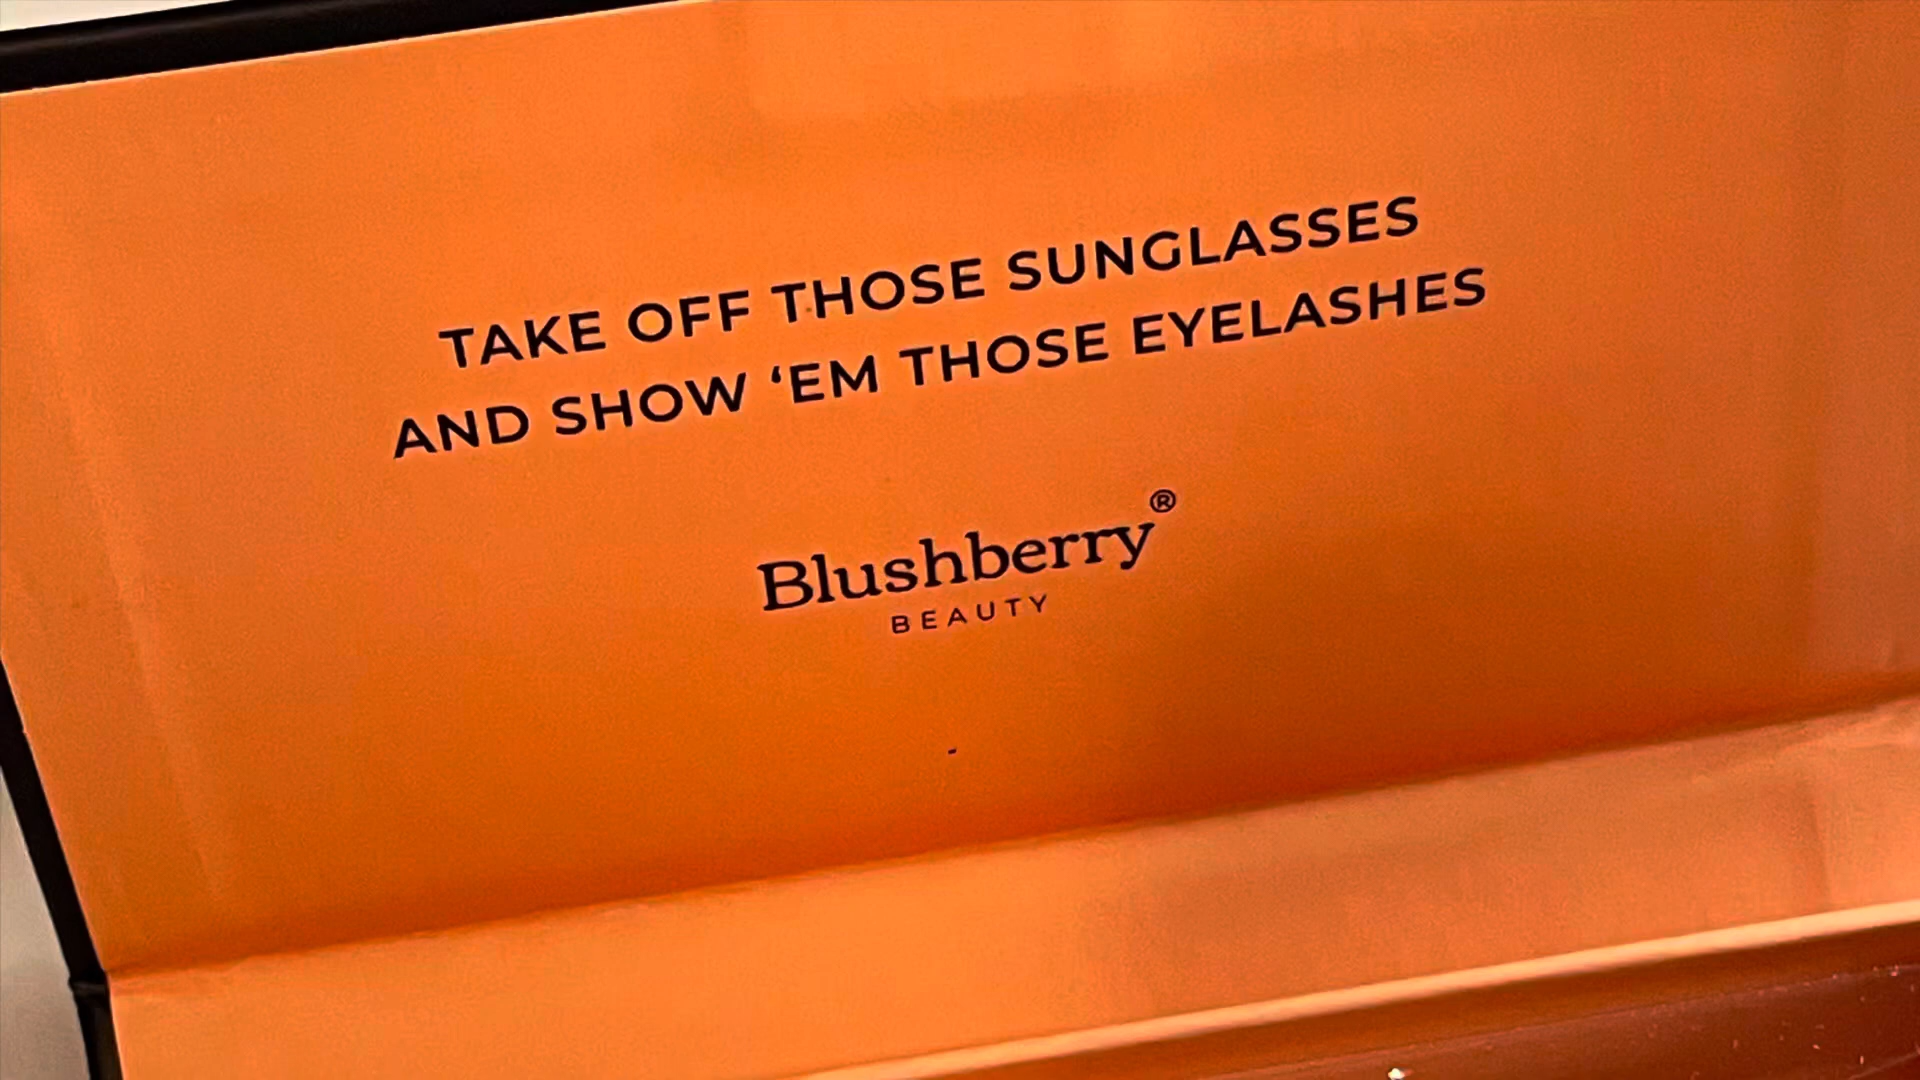 TAKE OFF THOSE SUNGLASSES
AND SHOW ‘EM THOSE EYELASHES
Blushberry®
BEAUTY